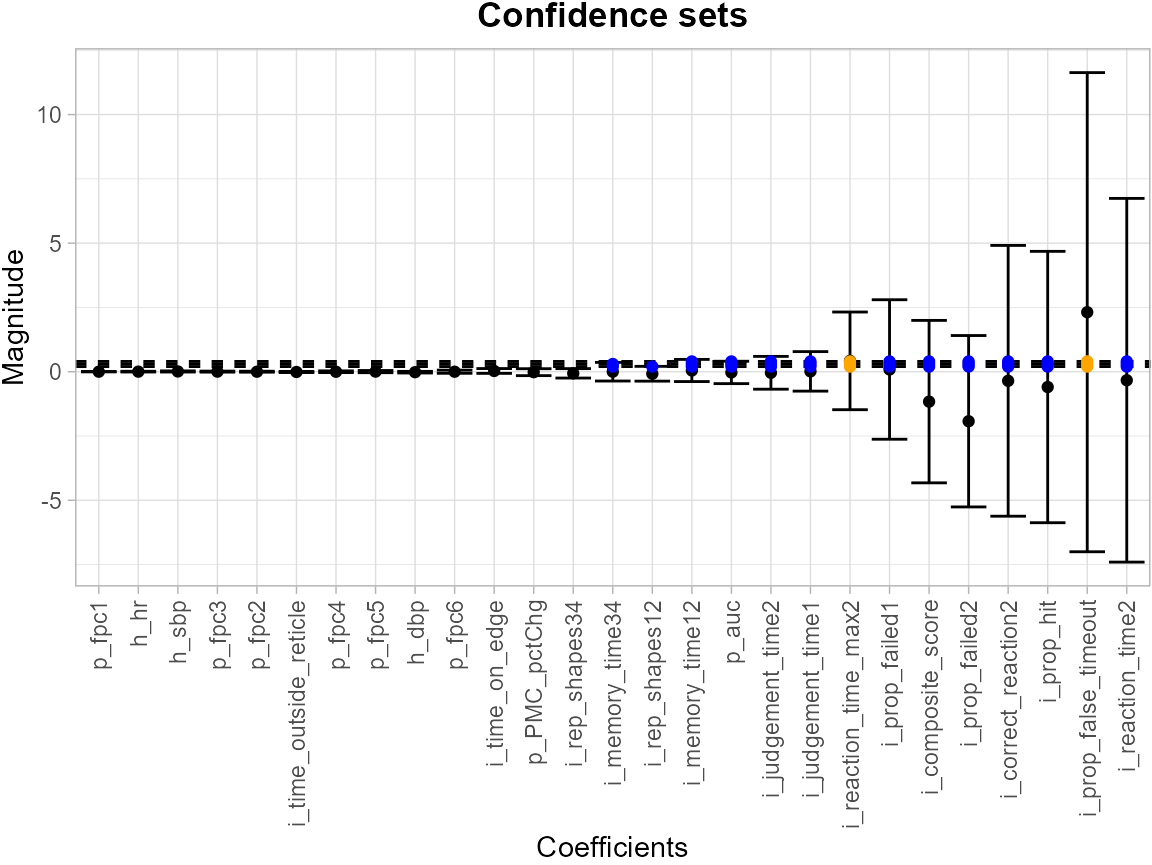 Confidence sets
Magnitude
10
5
0
-5
p_fpc1
h_hr
h_sbp
p_fpc3
p_fpc2
i_time_outside_reticle
p_fpc4
p_fpc5
h_dbp
p_fpc6
i_time_on_edge
p_PMC_pctChg
i_rep_shapes34
i_memory_time34
i_rep_shapes12
i_memory_time12
p_auc
i_judgement_time2
i_judgement_time1
i_reaction_time_max2
i_prop_failed1
i_composite_score
i_prop_failed2
i_correct_reaction2
i_prop_hit
i_prop_false_timeout
i_reaction_time2
Coefficients